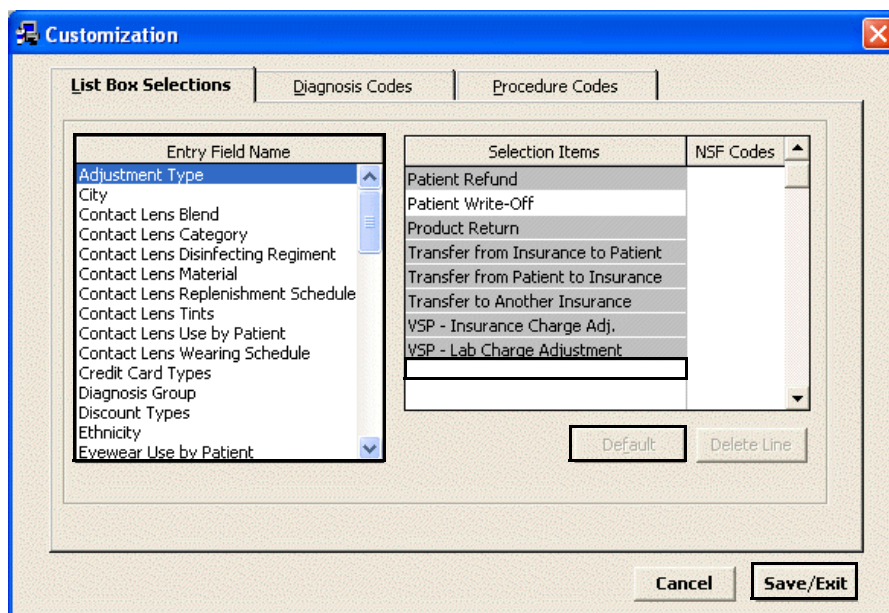 Customization
List Box Selections
Diagnosis Codes
Procedure Codes
Entry Field Name
Adjustment Type
City
Contact Lens Blend
Contact Lens Category
Contact Lens Disinfecting Regiment
Contact Lens Material
Contact Lens Replenishment Schedule
Contact Lens Tints
Contact Lens Use by Patient
Contact Lens Wearing Schedule
Credit Card Types
Diagnosis Group
Discount Types
Ethnicity
Eyewear Use by Patient
Selection Items
NSF Codes
Patient Refund
Patient Write-Off
Product Return
Transfer from Insurance to Patient
Transfer from Patient to Insurance
Transfer to Another Insurance
VSP - Insurance Charge Adj.
VSP - Lab Charge Adjustment
Default
Delete Line
Cancel
Save/Exit